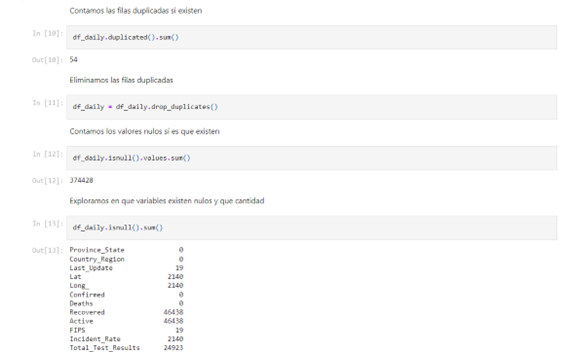 Contamos las filas duplicadas si existen
In [10]: df_daily.duplicated().sum()
Out[10]: 54
Eliminamos las filas duplicadas
In [11]: df_daily = df_daily.drop_duplicates()
Contamos los valores nulos si es que existen
In [12]: df_daily.isnull().values.sum()
Out[12]: 374428
Exploramos en que variables existen nulos y que cantidad
In [13]: df_daily.isnull().sum()
Out[13]: Province_State 0
Country_Region 0
Last_Update 19
Lat 2140
Long_ 2140
Confirmed 0
Deaths 0
Recovered 46438
Active 46438
FIPS 19
Incident_Rate 2140
Total_Test_Results 24923